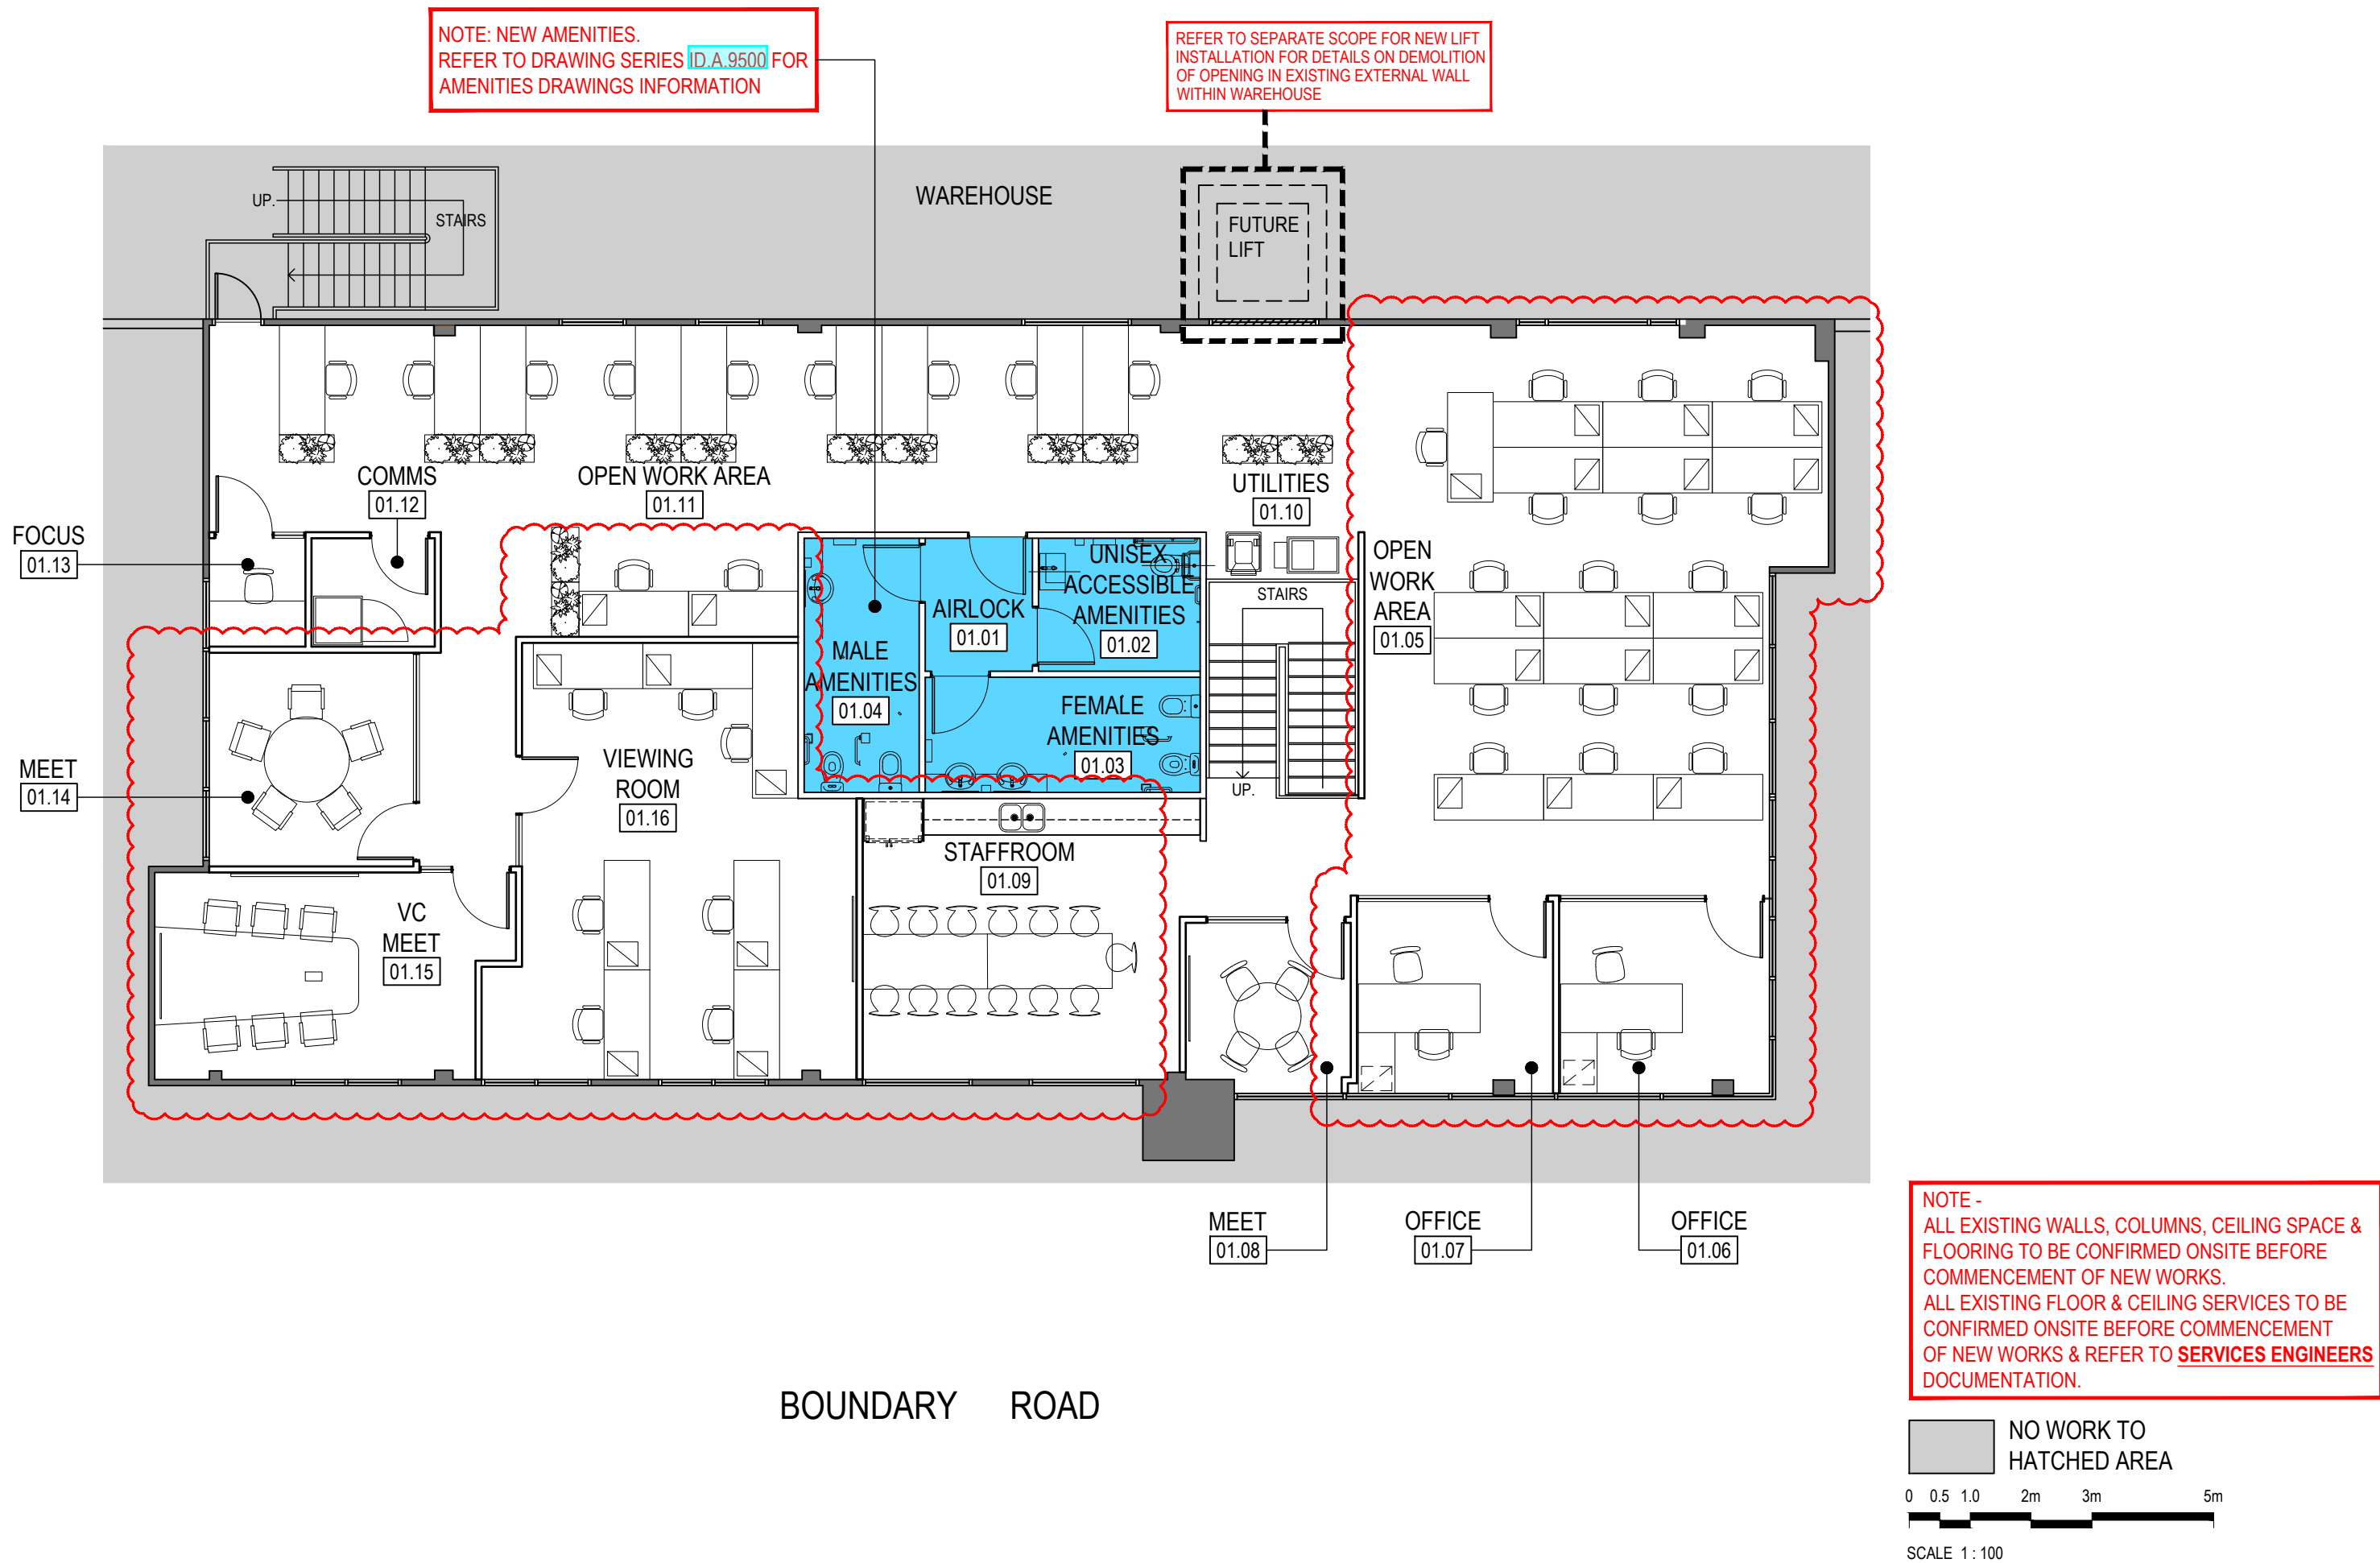 NOTE: NEW AMENITIES.
REFER TO DRAWING SERIES ID.A.9500 FOR
AMENITIES DRAWINGS INFORMATION
REFER TO SEPARATE SCOPE FOR NEW LIFT
INSTALLATION FOR DETAILS ON DEMOLITION
OF OPENING IN EXISTING EXTERNAL WALL
WITHIN WAREHOUSE
WAREHOUSE
UP.
STAIRS
FUTURE
LIFT
COMMS
01.12
OPEN WORK AREA
01.11
UTILITIES
01.10
FOCUS
01.13
OPEN
WORK
AREA
01.05
UNISEX
ACCESSIBLE
AMENITIES
01.02
AIRLOCK
01.01
STAIRS
UP.
MALE
AMENITIES
01.04
FEMALE
AMENITIES
01.03
MEET
01.14
VIEWING
ROOM
01.16
STAFFROOM
01.09
VC
MEET
01.15
MEET
01.08
OFFICE
01.07
OFFICE
01.06
NOTE -
ALL EXISTING WALLS, COLUMNS, CEILING SPACE &
FLOORING TO BE CONFIRMED ONSITE BEFORE
COMMENCEMENT OF NEW WORKS.
ALL EXISTING FLOOR & CEILING SERVICES TO BE
CONFIRMED ONSITE BEFORE COMMENCEMENT
OF NEW WORKS & REFER TO SERVICES ENGINEERS
DOCUMENTATION.
BOUNDARY ROAD
NO WORK TO
HATCHED AREA
0 0.5 1.0 2m 3m 5m
SCALE 1 : 100